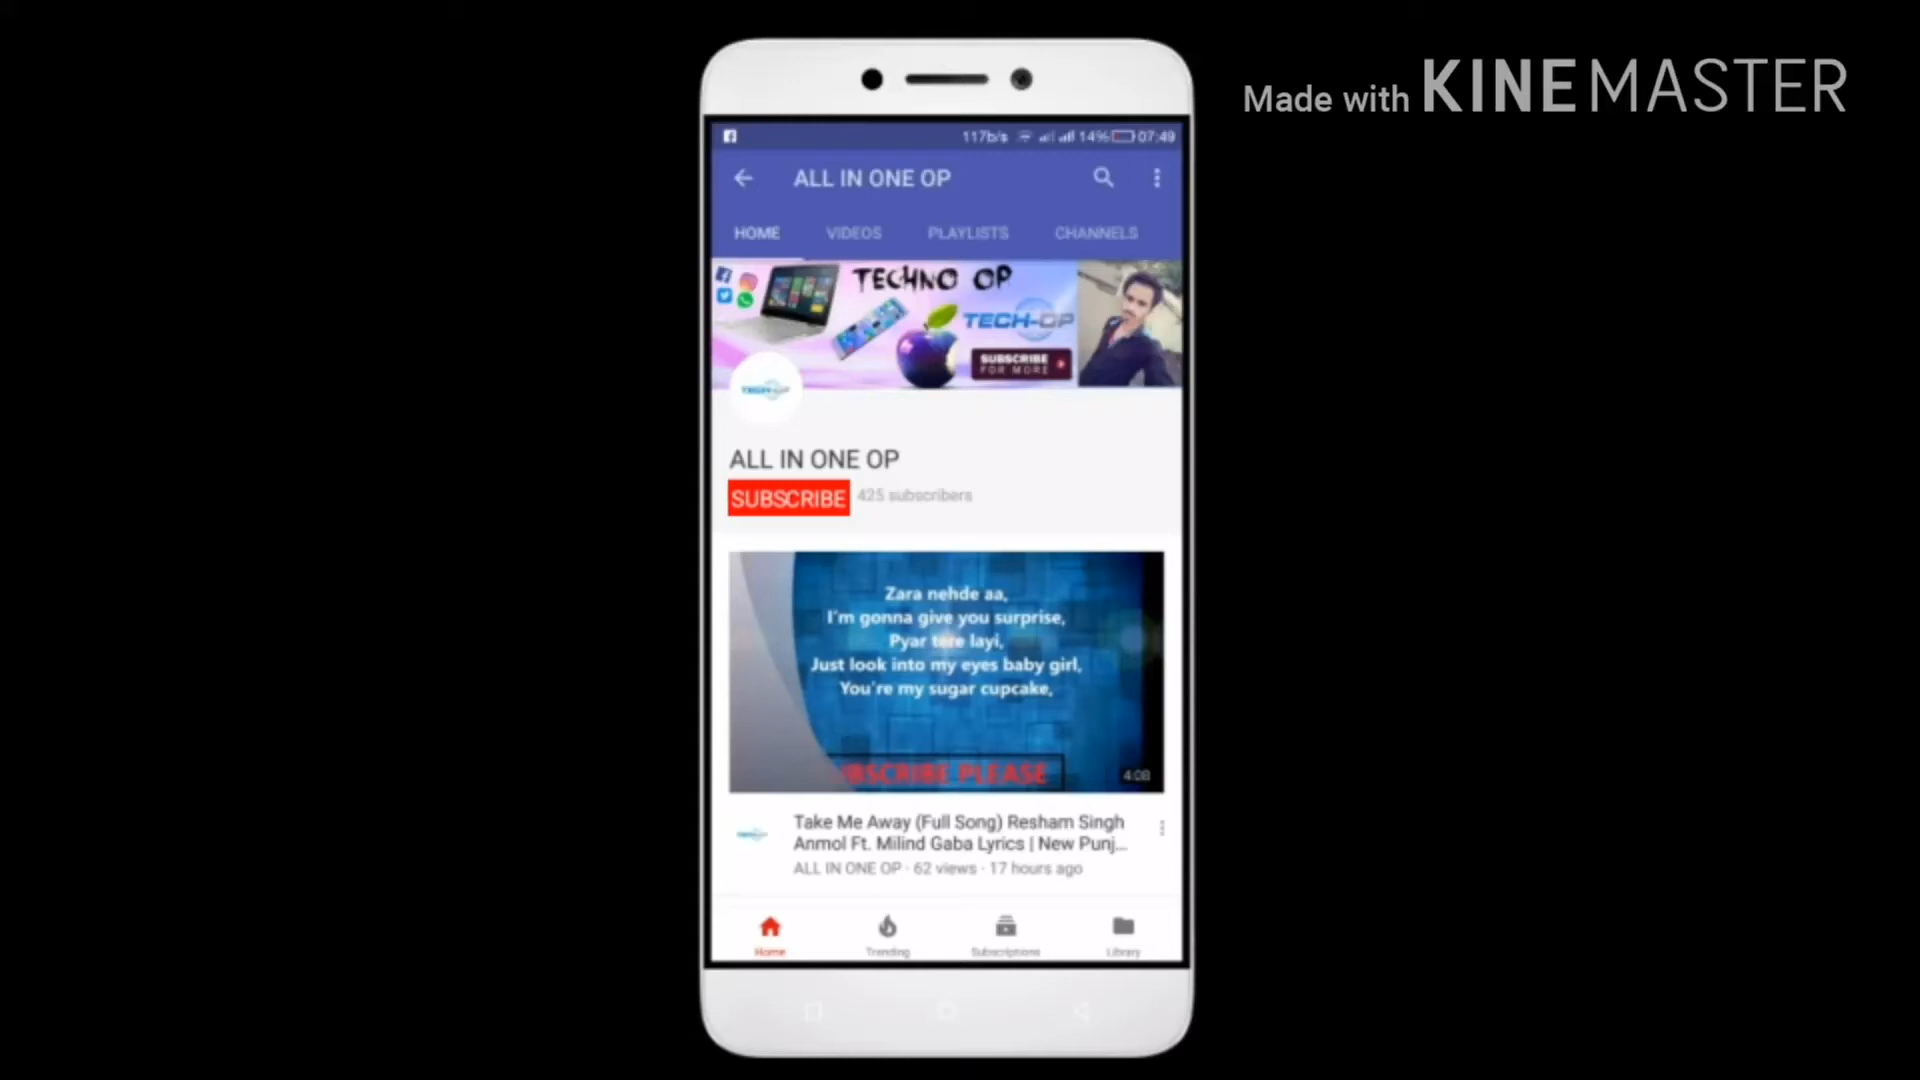 Made with KINEMASTER
117b/s 14% 07:49
ALL IN ONE OP
HOME VIDEOS PLAYLISTS CHANNELS
TECHNO OP
TECH-OP
SUBSCRIBE
FOR MORE
TECH-OP
ALL IN ONE OP
SUBSCRIBE 425 subscribers
Zara nehde aa,
I'm gonna give you surprise,
Pyar tere layi,
Just look into my eyes baby girl,
You're my sugar cupcake,
BSCRIBE PLEASE
4:08
Take Me Away (Full Song) Resham Singh
Anmol Ft. Milind Gaba Lyrics | New Punj...
ALL IN ONE OP · 62 views · 17 hours ago
Home Trending Subscriptions Library